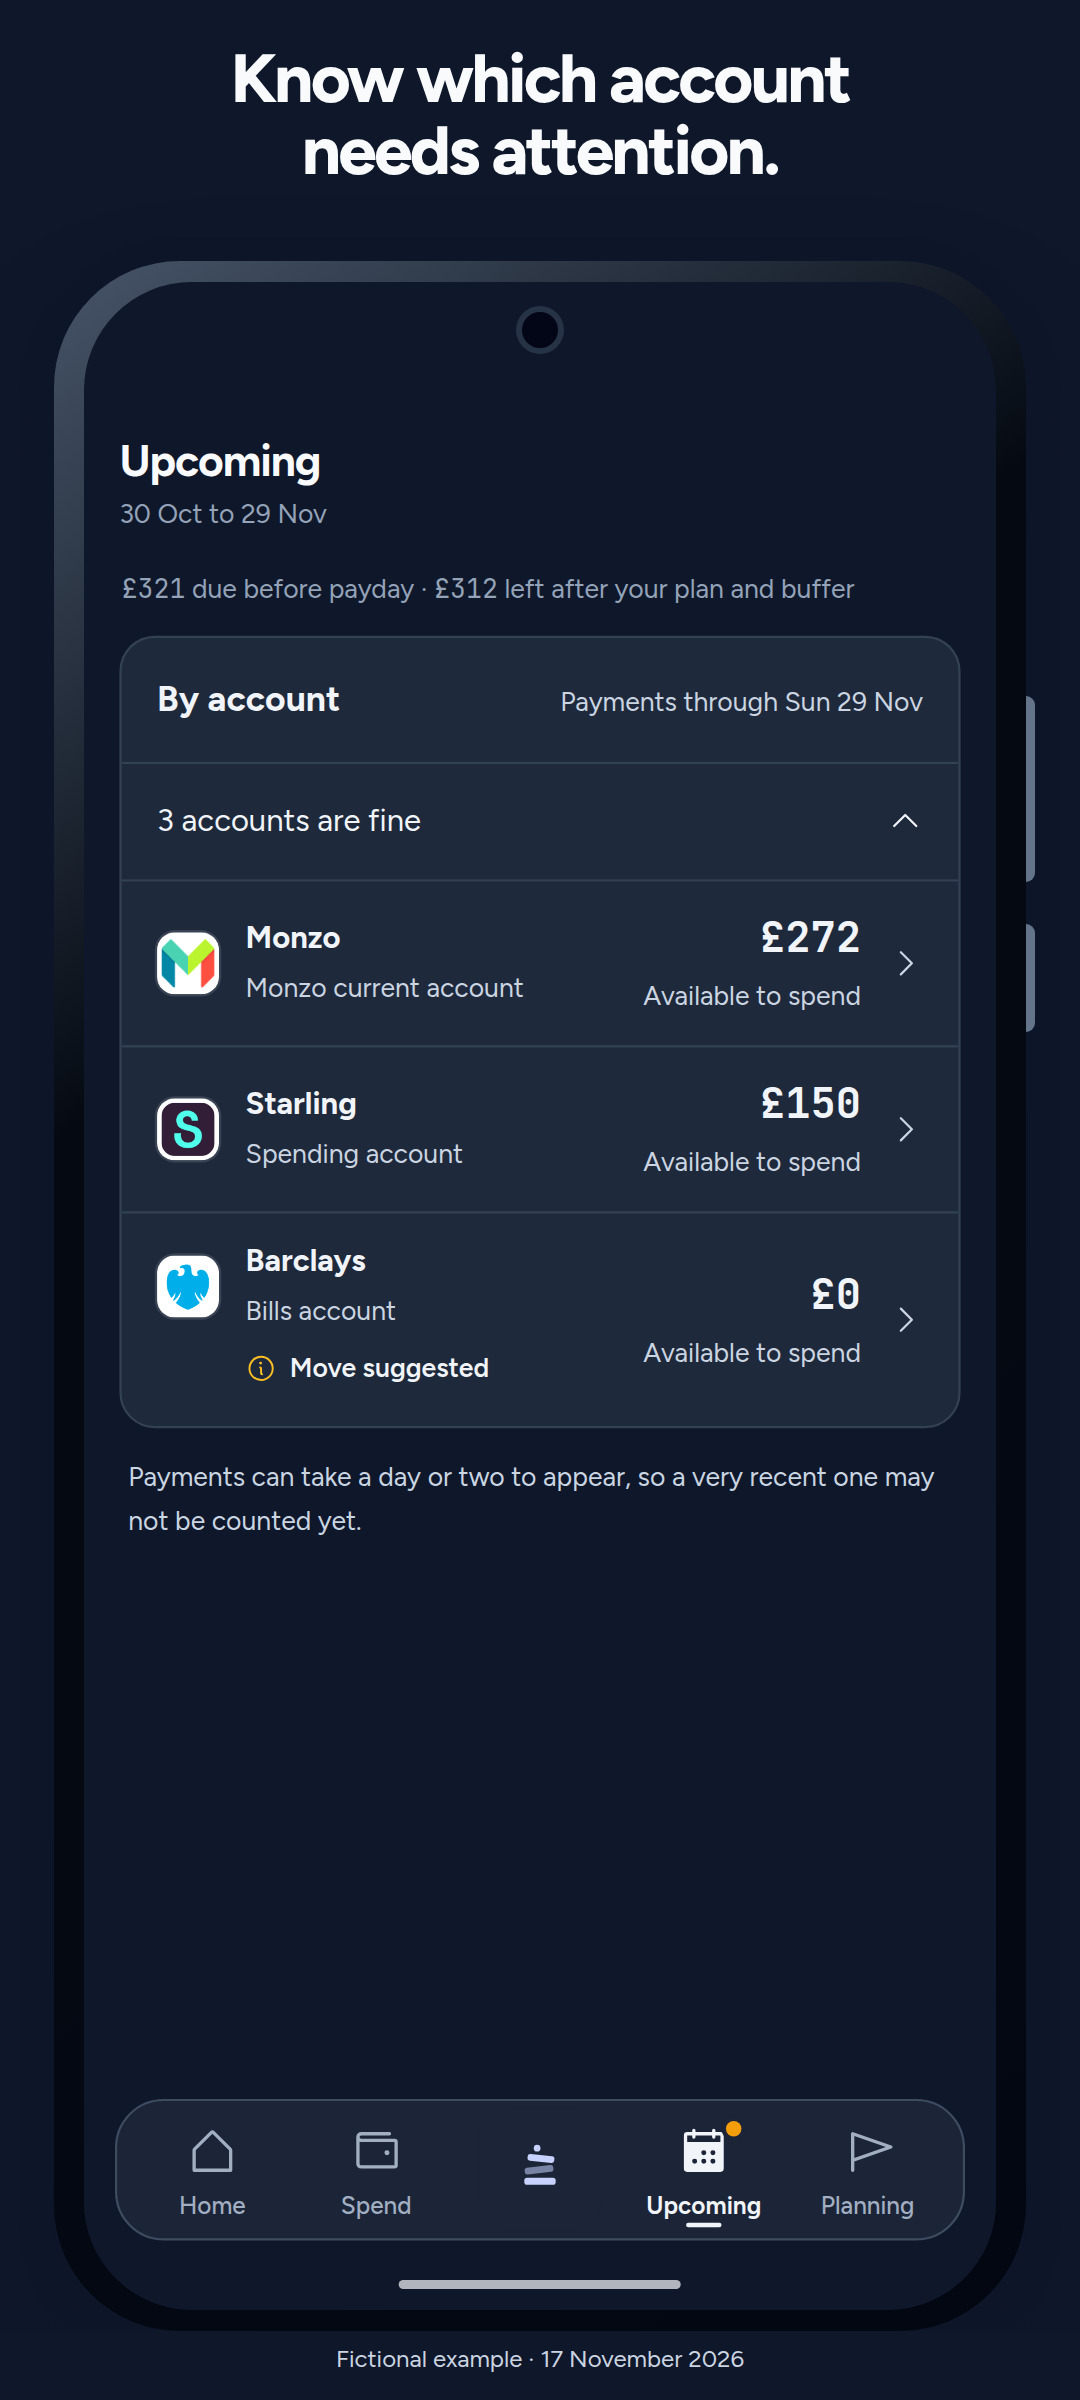 Know which account
needs attention.
Upcoming
30 Oct to 29 Nov
£321 due before payday · £312 left after your plan and buffer
By account
Payments through Sun 29 Nov
3 accounts are fine
Monzo
£272
Monzo current account
Available to spend
S
Starling
£150
Spending account
Available to spend
Barclays
£0
Bills account
Available to spend
Move suggested
Payments can take a day or two to appear, so a very recent one may
not be counted yet.
Home
Spend
Upcoming
Planning
Fictional example · 17 November 2026